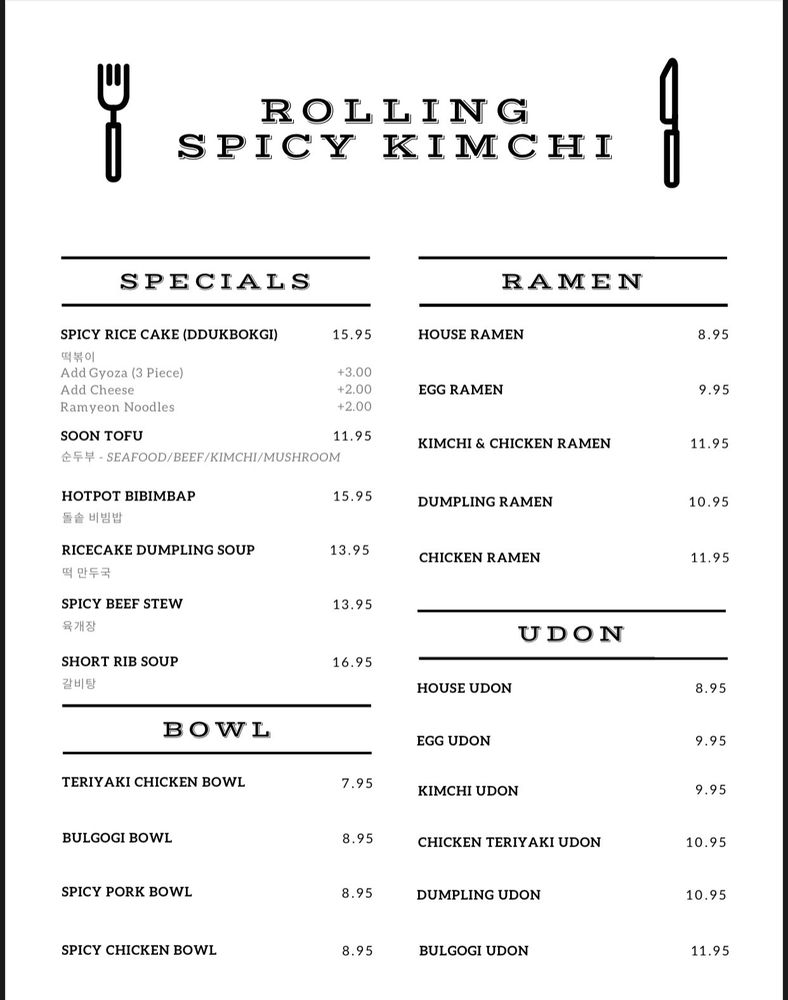 ROLLING
SPICY KIMCHI
SPECIALS
SPICY RICE CAKE (DDUKBOKGI) 15.95
떡볶이
Add Gyoza (3 Piece) +3.00
Add Cheese +2.00
Ramyeon Noodles +2.00
SOON TOFU 11.95
순두부 - SEAFOOD/BEEF/KIMCHI/MUSHROOM
HOTPOT BIBIMBAP 15.95
돌솥 비빔밥
RICECAKE DUMPLING SOUP 13.95
떡 만두국
SPICY BEEF STEW 13.95
육개장
SHORT RIB SOUP 16.95
갈비탕
BOWL
TERIYAKI CHICKEN BOWL 7.95
BULGOGI BOWL 8.95
SPICY PORK BOWL 8.95
SPICY CHICKEN BOWL 8.95
RAMEN
HOUSE RAMEN 8.95
EGG RAMEN 9.95
KIMCHI & CHICKEN RAMEN 11.95
DUMPLING RAMEN 10.95
CHICKEN RAMEN 11.95
UDON
HOUSE UDON 8.95
EGG UDON 9.95
KIMCHI UDON 9.95
CHICKEN TERIYAKI UDON 10.95
DUMPLING UDON 10.95
BULGOGI UDON 11.95